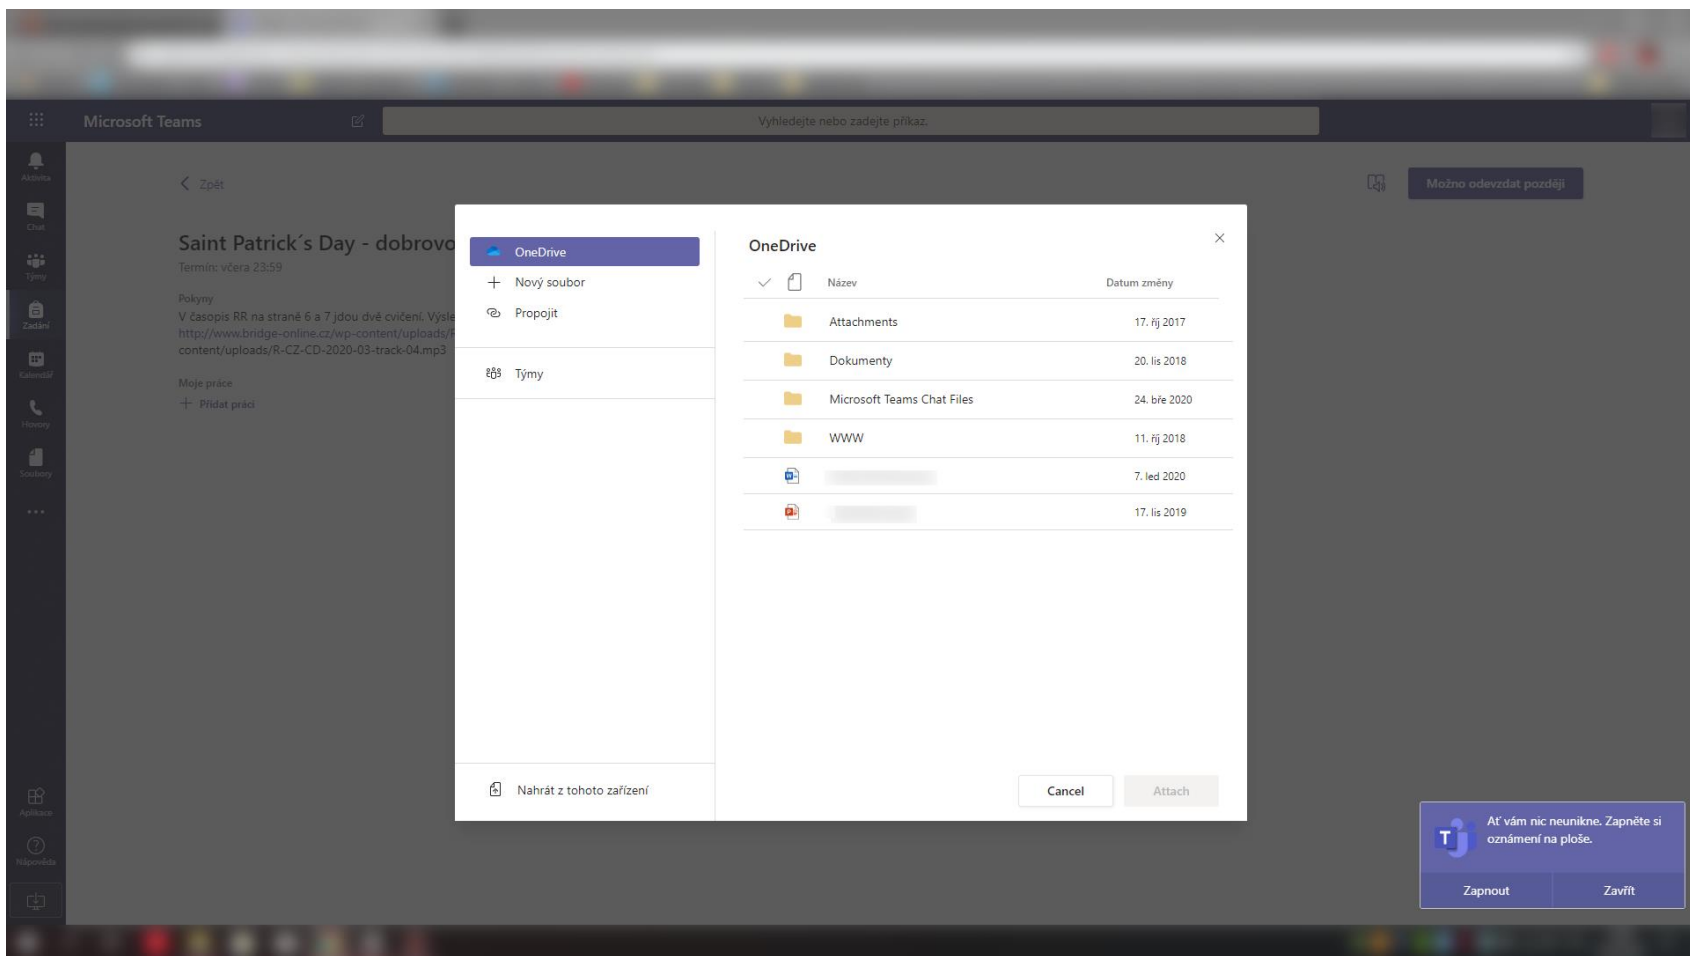 Microsoft Teams
Vyhledejte nebo zadejte příkaz.
Aktivita
Chat
Týmy
Zadání
Kalendář
Hovory
Soubory
Aplikace
Nápověda
Zpět
Možno odevzdat později
Saint Patrick´s Day - dobrovo
Termín: včera 23:59
Pokyny
V časopis RR na straně 6 a 7 jdou dvě cvičení. Výsle
http://www.bridge-online.cz/wp-content/uploads/R
content/uploads/R-CZ-CD-2020-03-track-04.mp3
Moje práce
Přidat práci
OneDrive
Nový soubor
Propojit
Týmy
Nahrát z tohoto zařízení
OneDrive
Název Datum změny
Attachments 17. říj 2017
Dokumenty 20. lis 2018
Microsoft Teams Chat Files 24. bře 2020
WWW 11. říj 2018
7. led 2020
17. lis 2019
Cancel Attach
Ať vám nic neunikne. Zapněte si
oznámení na ploše.
Zapnout Zavřít